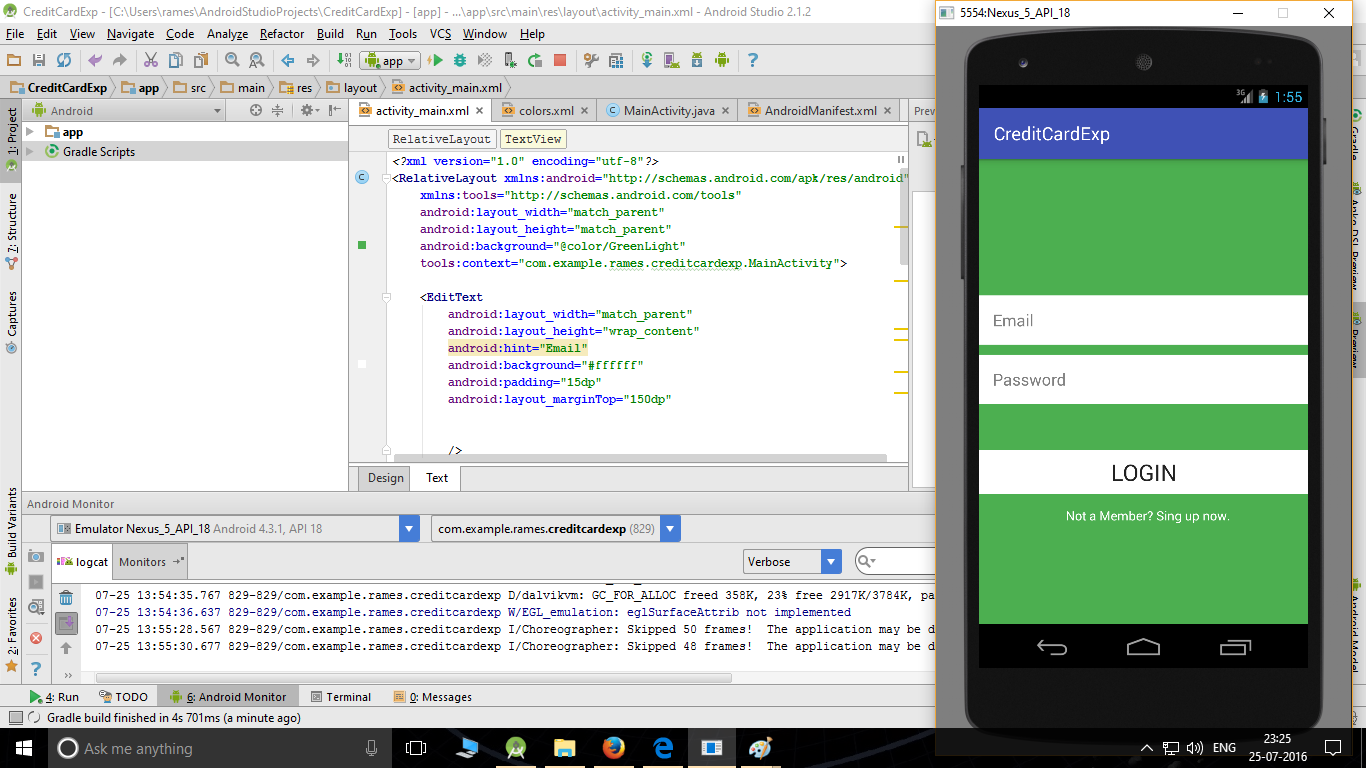 CreditCardExp - [C:\Users\rames\AndroidStudioProjects\CreditCardExp] - [app] - ...\app\src\main\res\layout\activity_main.xml - Android Studio 2.1.2
File Edit View Navigate Code Analyze Refactor Build Run Tools VCS Window Help
app
CreditCardExp app src main res layout activity_main.xml
1: Project
7: Structure
Captures
Build Variants
2: Favorites
Android
app
Gradle Scripts
activity_main.xml colors.xml MainActivity.java AndroidManifest.xml
RelativeLayout TextView
<?xml version="1.0" encoding="utf-8"?>
<RelativeLayout xmlns:android="http://schemas.android.com/apk/res/android"
xmlns:tools="http://schemas.android.com/tools"
android:layout_width="match_parent"
android:layout_height="match_parent"
android:background="@color/GreenLight"
tools:context="com.example.rames.creditcardexp.MainActivity">
<EditText
android:layout_width="match_parent"
android:layout_height="wrap_content"
android:hint="Email"
android:background="#ffffff"
android:padding="15dp"
android:layout_marginTop="150dp"
/>
Design Text
Prev
Android Monitor
Emulator Nexus_5_API_18 Android 4.3.1, API 18 com.example.rames.creditcardexp (829)
logcat Monitors Verbose
07-25 13:54:35.767 829-829/com.example.rames.creditcardexp D/dalvikvm: GC_FOR_ALLOC freed 358K, 23% free 2917K/3784K, pa
07-25 13:54:36.637 829-829/com.example.rames.creditcardexp W/EGL_emulation: eglSurfaceAttrib not implemented
07-25 13:55:28.567 829-829/com.example.rames.creditcardexp I/Choreographer: Skipped 50 frames! The application may be d
07-25 13:55:30.677 829-829/com.example.rames.creditcardexp I/Choreographer: Skipped 48 frames! The application may be d
4: Run TODO 6: Android Monitor Terminal 0: Messages
Gradle build finished in 4s 701ms (a minute ago)
5554:Nexus_5_API_18
3G 1:55
CreditCardExp
Email
Password
LOGIN
Not a Member? Sing up now.
Gradle
Android Model
Ask me anything
ENG
23:25
25-07-2016